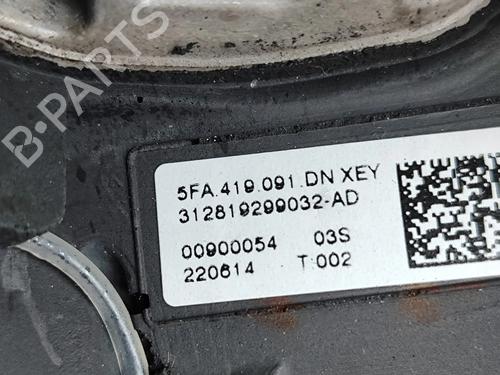 B-PARTS
5FA.419.091.DN XEY
312819299032-AD
00900054 03S
220614 T:002